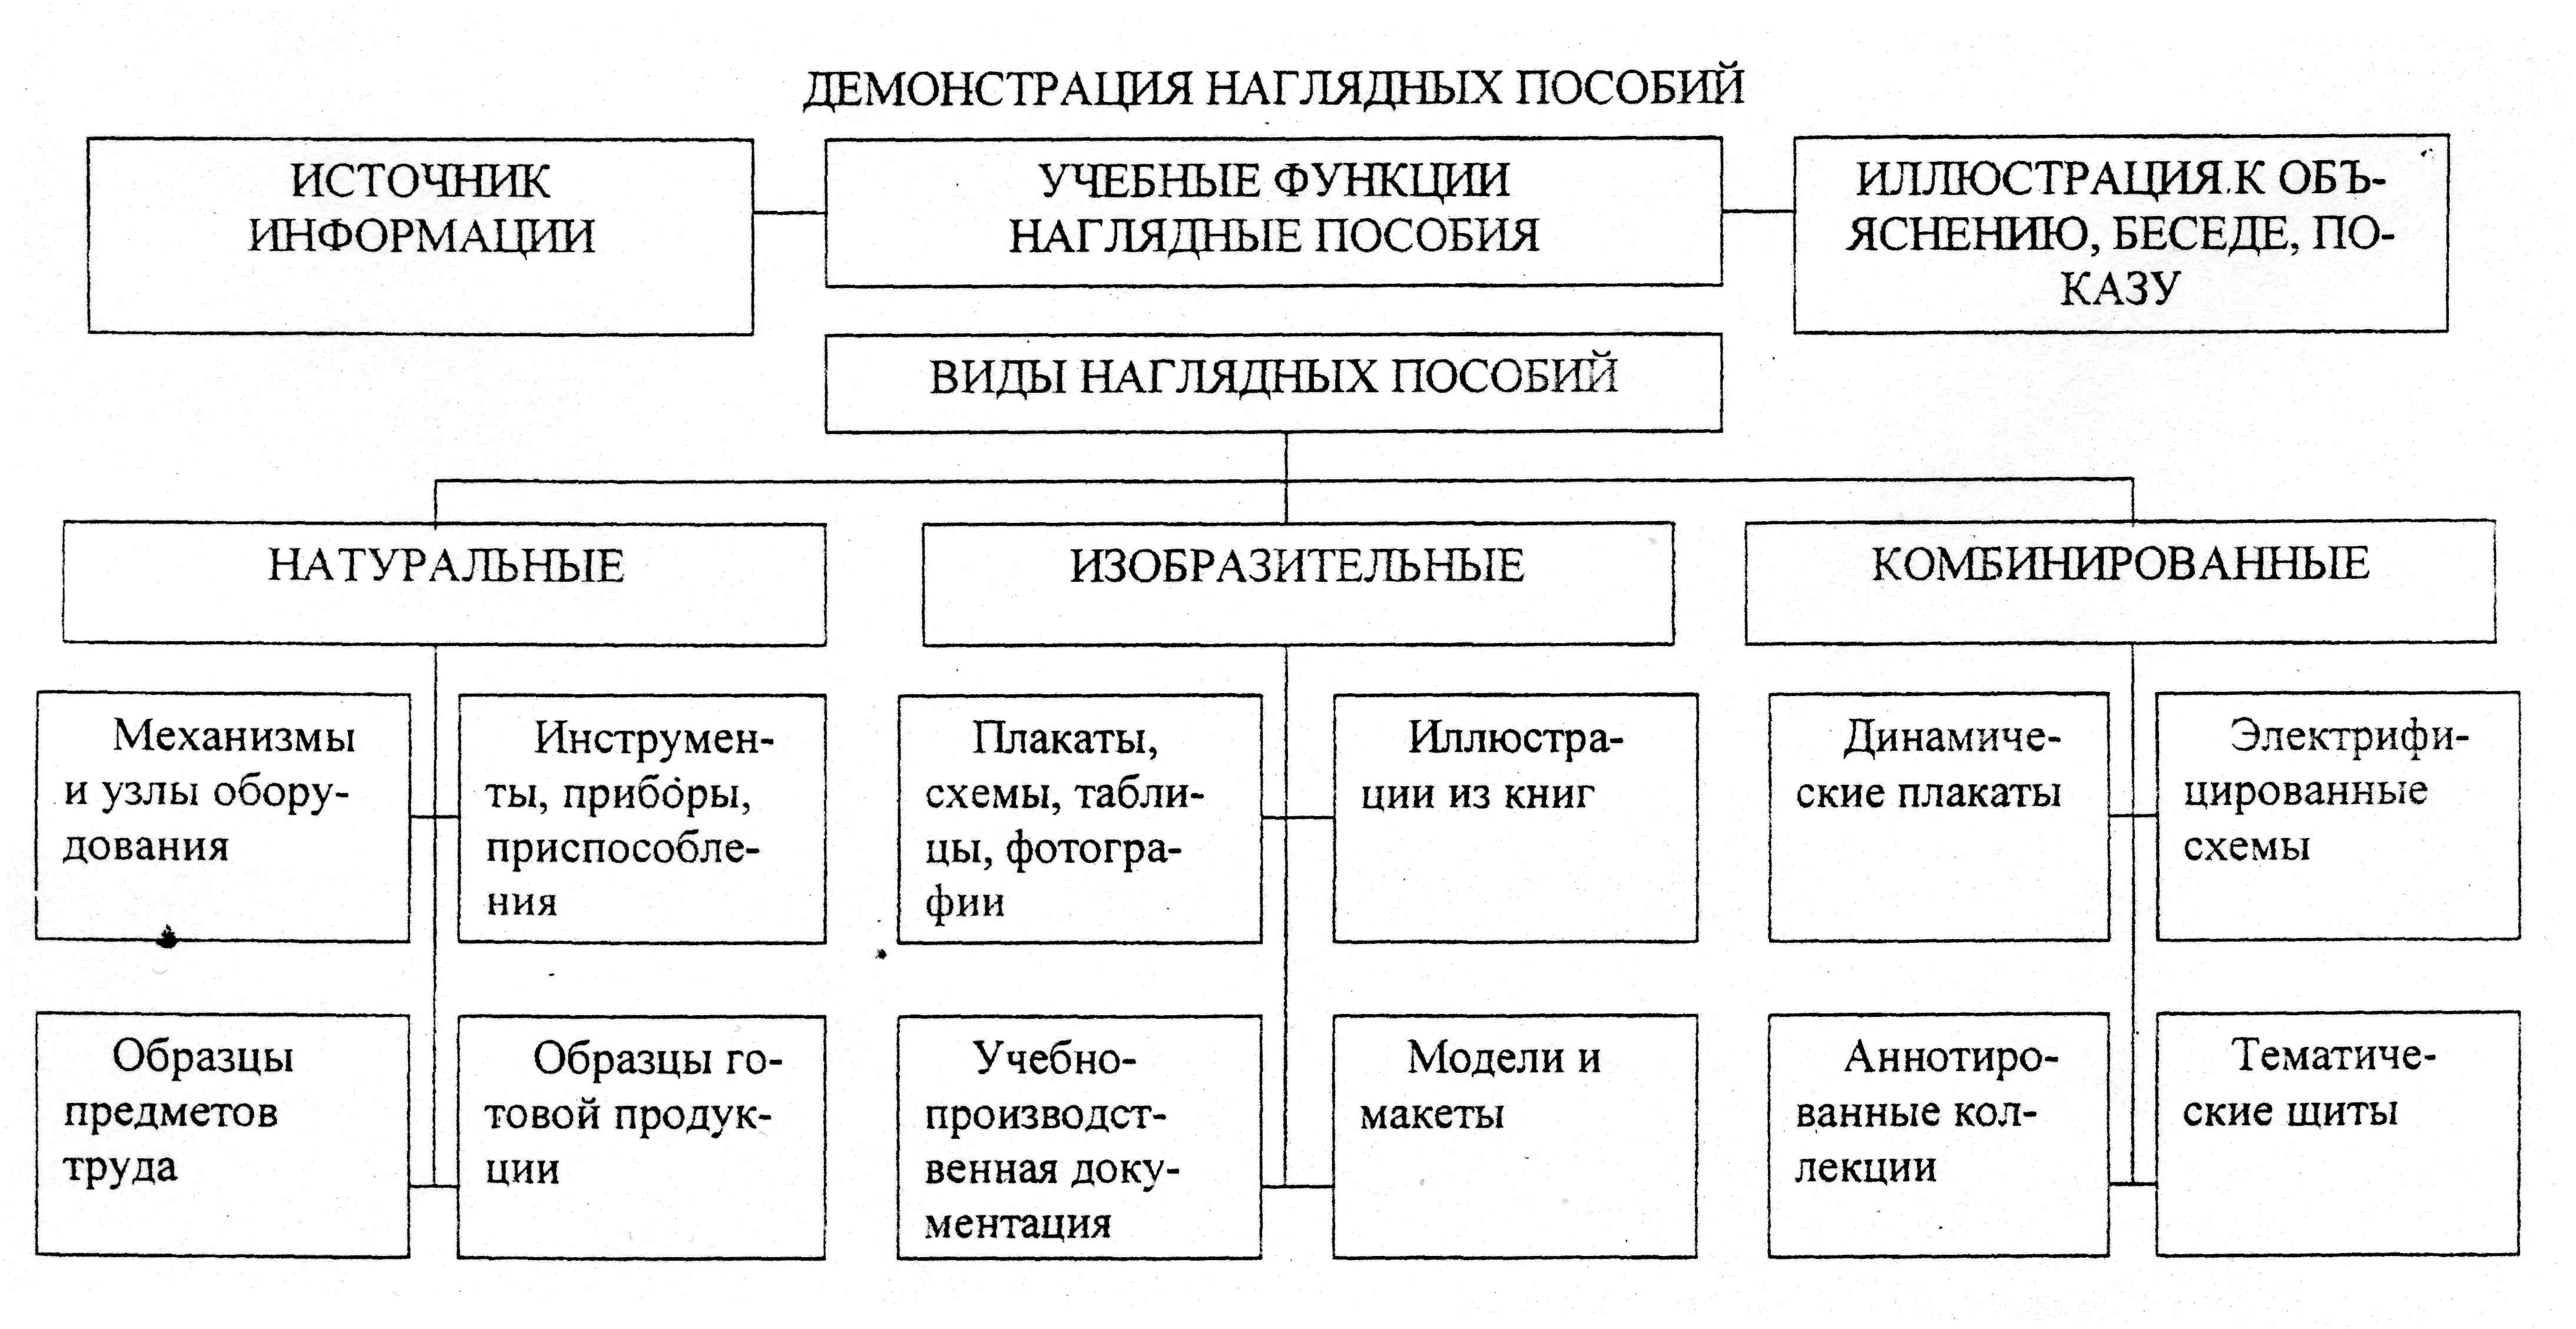 ДЕМОНСТРАЦИЯ НАГЛЯДНЫХ ПОСОБИЙ
ИСТОЧНИК
ИНФОРМАЦИИ
УЧЕБНЫЕ ФУНКЦИИ
НАГЛЯДНЫЕ ПОСОБИЯ
ИЛЛЮСТРАЦИЯ К ОБЪ-
ЯСНЕНИЮ, БЕСЕДЕ, ПО-
КАЗУ
ВИДЫ НАГЛЯДНЫХ ПОСОБИЙ
НАТУРАЛЬНЫЕ
ИЗОБРАЗИТЕЛЬНЫЕ
КОМБИНИРОВАННЫЕ
Механизмы
и узлы обору-
дования
Инструмен-
ты, приборы,
приспособле-
ния
Плакаты,
схемы, табли-
цы, фотогра-
фии
Иллюстра-
ции из книг
Динамиче-
ские плакаты
Электрифи-
цированные
схемы
Образцы
предметов
труда
Образцы го-
товой продук-
ции
Учебно-
производст-
венная доку-
ментация
Модели и
макеты
Аннотиро-
ванные кол-
лекции
Тематиче-
ские щиты